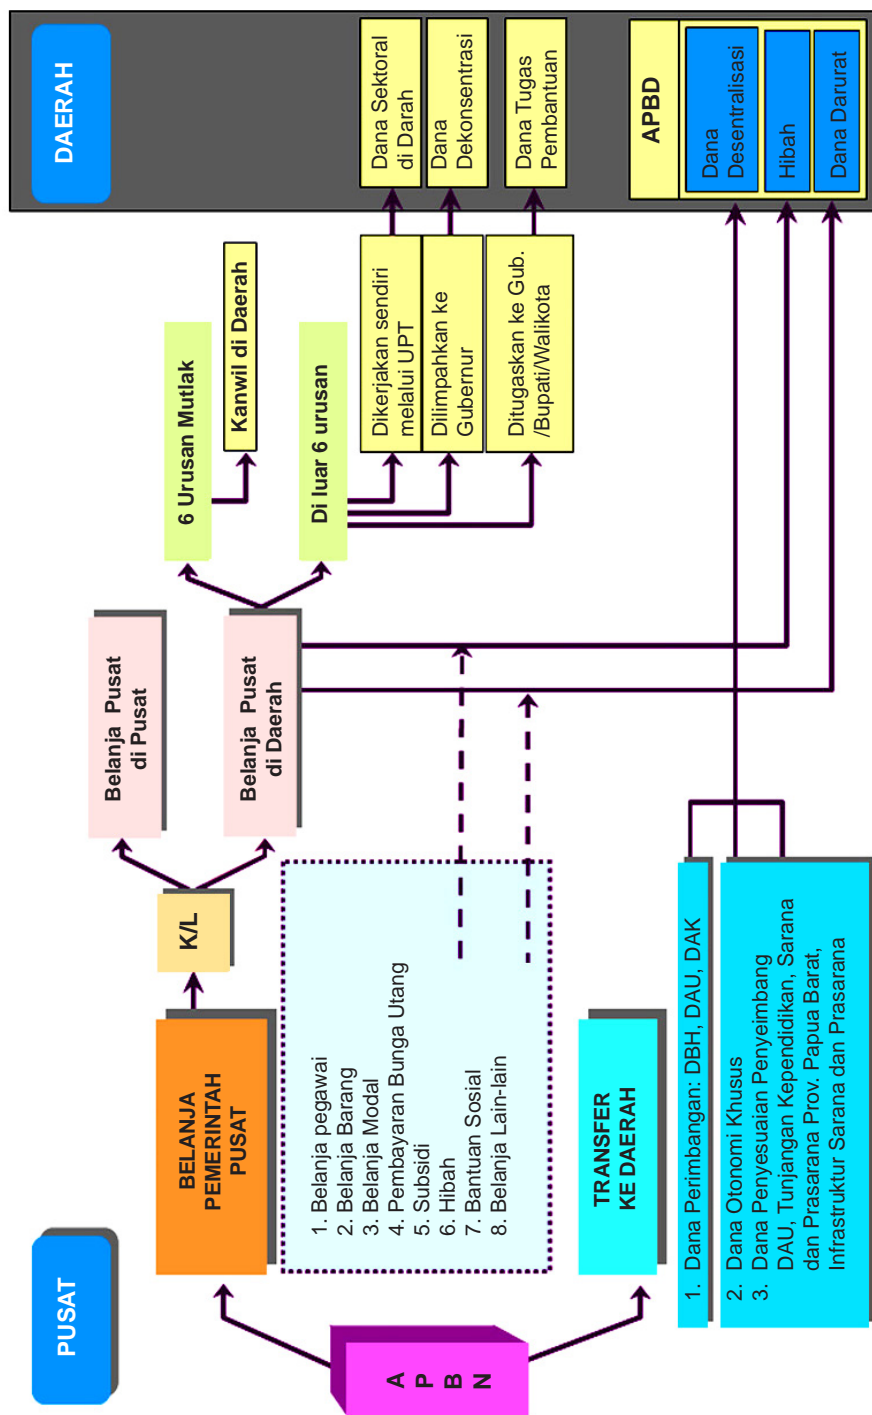 PUSAT
DAERAH
A
P
B
N
BELANJA
PEMERINTAH
PUSAT
K/L
Belanja Pusat
di Pusat
Belanja Pusat
di Daerah
6 Urusan Mutlak
Kanwil di Daerah
Di luar 6 urusan
Dikerjakan sendiri
melalui UPT
Dilimpahkan ke
Gubernur
Ditugaskan ke Gub.
/Bupati/Walikota
Dana Sektoral
di Darah
Dana
Dekonsentrasi
Dana Tugas
Pembantuan
1. Belanja pegawai
2. Belanja Barang
3. Belanja Modal
4. Pembayaran Bunga Utang
5. Subsidi
6. Hibah
7. Bantuan Sosial
8. Belanja Lain-lain
TRANSFER
KE DAERAH
1. Dana Perimbangan: DBH, DAU, DAK
2. Dana Otonomi Khusus
3. Dana Penyesuaian Penyeimbang
DAU, Tunjangan Kependidikan, Sarana
dan Prasarana Prov. Papua Barat,
Infrastruktur Sarana dan Prasarana
APBD
Dana
Desentralisasi
Hibah
Dana Darurat